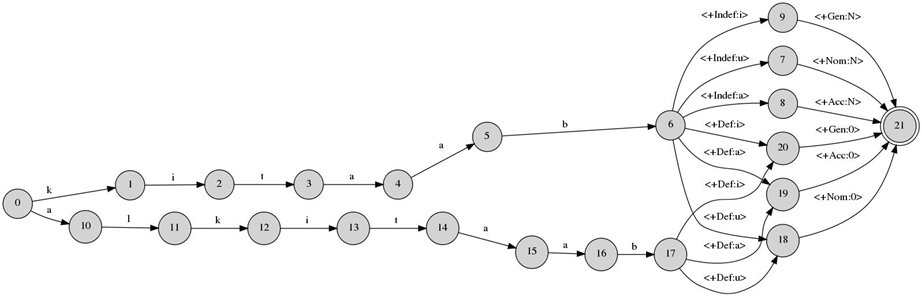 <+Indef:i>
9
<+Gen:N>
<+Indef:u>
7
<+Nom:N>
<+Indef:a>
8
<+Acc:N>
6
<+Def:i>
20
<+Gen:0>
21
<+Def:a>
<+Acc:0>
0
k
1
i
2
t
3
a
4
a
5
b
<+Def:i>
19
<+Nom:0>
<+Def:u>
18
a
10
l
11
k
12
i
13
t
14
a
15
a
16
b
17
<+Def:a>
<+Def:u>